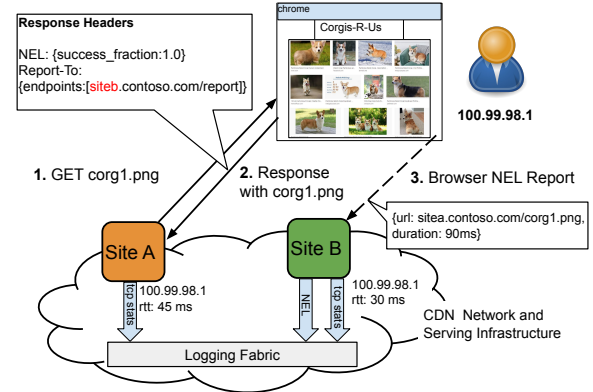 Response Headers
NEL: {success_fraction:1.0}
Report-To:
{endpoints:[siteb.contoso.com/report]}
chrome
Corgis-R-Us
100.99.98.1
1. GET corg1.png
2. Response
with corg1.png
3. Browser NEL Report
{url: sitea.contoso.com/corg1.png,
duration: 90ms}
Site A
Site B
tcp stats
100.99.98.1
rtt: 45 ms
NEL
tcp stats
100.99.98.1
rtt: 30 ms
CDN Network and
Serving Infrastructure
Logging Fabric